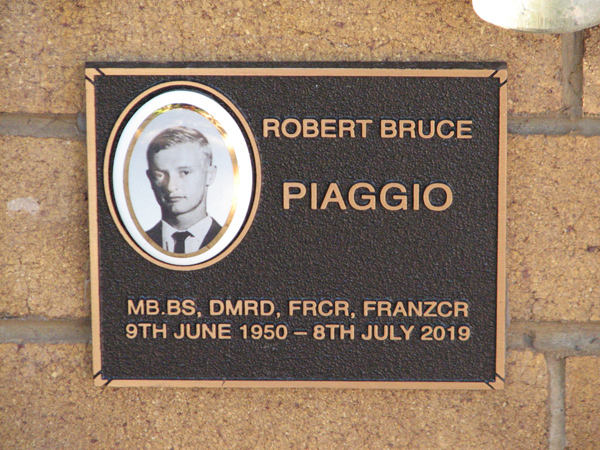 ROBERT BRUCE
PIAGGIO
MB.BS, DMRD, FRCR, FRANZCR
9TH JUNE 1950 – 8TH JULY 2019